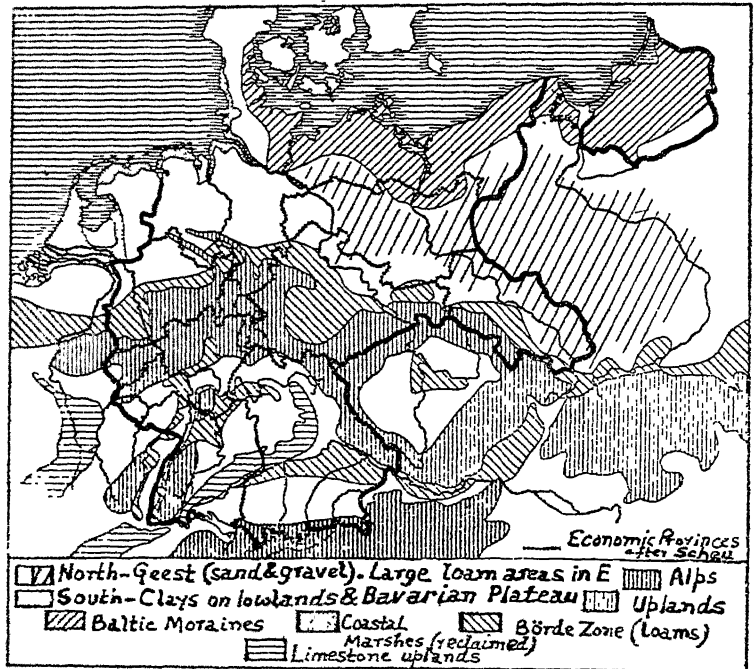 Economic Provinces
after Scheu
North-Geest (sand & gravel). Large loam areas in E
Alps
South-Clays on lowlands & Bavarian Plateau
Uplands
Baltic Moraines
Coastal
Marshes (reclaimed)
Börde Zone (loams)
Limestone uplands